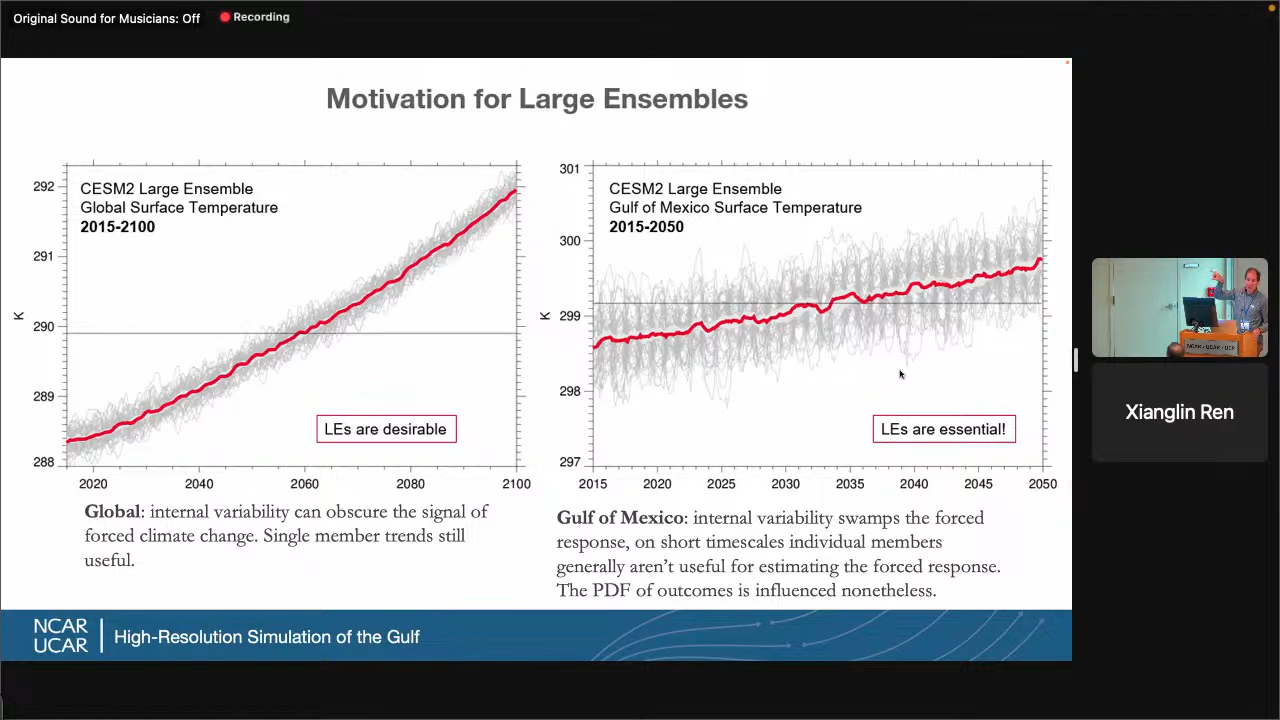 Original Sound for Musicians: Off
Recording
Motivation for Large Ensembles
292
291
290
289
288
K
CESM2 Large Ensemble
Global Surface Temperature
2015-2100
LEs are desirable
2020 2040 2060 2080 2100
301
300
299
298
297
K
CESM2 Large Ensemble
Gulf of Mexico Surface Temperature
2015-2050
LEs are essential!
2015 2020 2025 2030 2035 2040 2045 2050
Global: internal variability can obscure the signal of
forced climate change. Single member trends still
useful.
Gulf of Mexico: internal variability swamps the forced
response, on short timescales individual members
generally aren't useful for estimating the forced response.
The PDF of outcomes is influenced nonetheless.
NCAR
UCAR
High-Resolution Simulation of the Gulf
NCAR • UCAR • UCP
Xianglin Ren